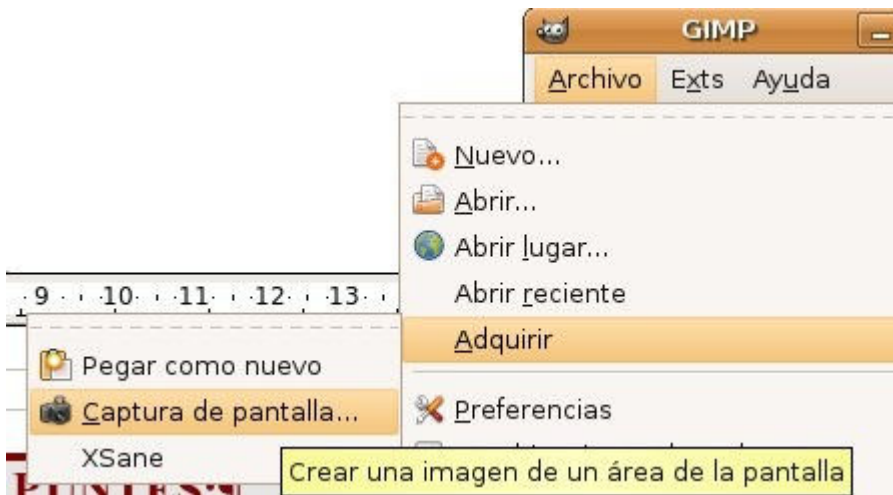 GIMP
Archivo Exts Ayuda
Nuevo...
Abrir...
Abrir lugar...
Abrir reciente
Adquirir
Preferencias
9 10 11 12 13
Pegar como nuevo
Captura de pantalla...
XSane
Crear una imagen de un área de la pantalla